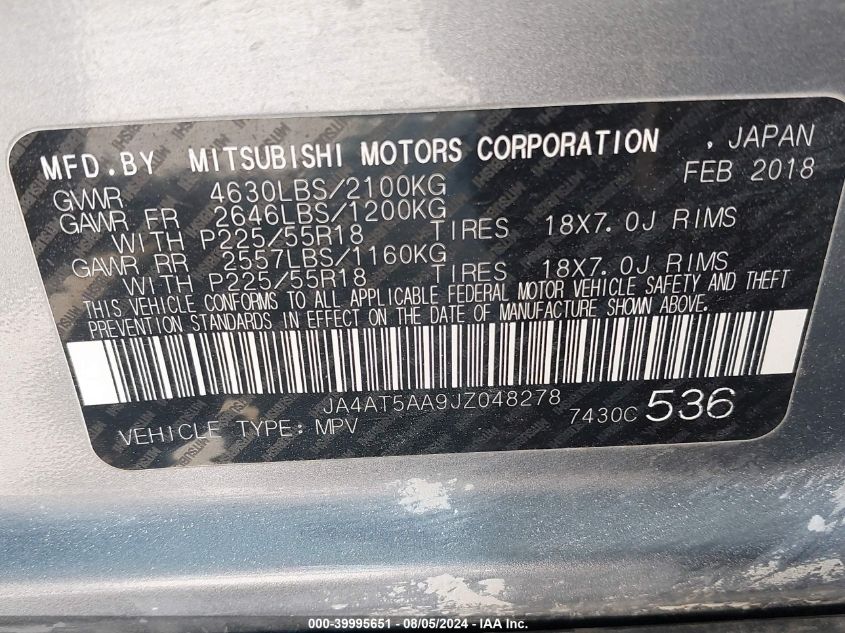 MFD.BY MITSUBISHI MOTORS CORPORATION , JAPAN
FEB 2018
GVWR 4630LBS/2100KG
GAWR FR 2646LBS/1200KG
WITH P225/55R18 TIRES 18X7.0J RIMS
GAWR RR 2557LBS/1160KG
WITH P225/55R18 TIRES 18X7.0J RIMS
THIS VEHICLE CONFORMS TO ALL APPLICABLE FEDERAL MOTOR VEHICLE SAFETY AND THEFT
PREVENTION STANDARDS IN EFFECT ON THE DATE OF MANUFACTURE SHOWN ABOVE.
JA4AT5AA9JZ048278
7430C 536
VEHICLE TYPE: MPV
000-39995651 - 08/05/2024 - IAA Inc.